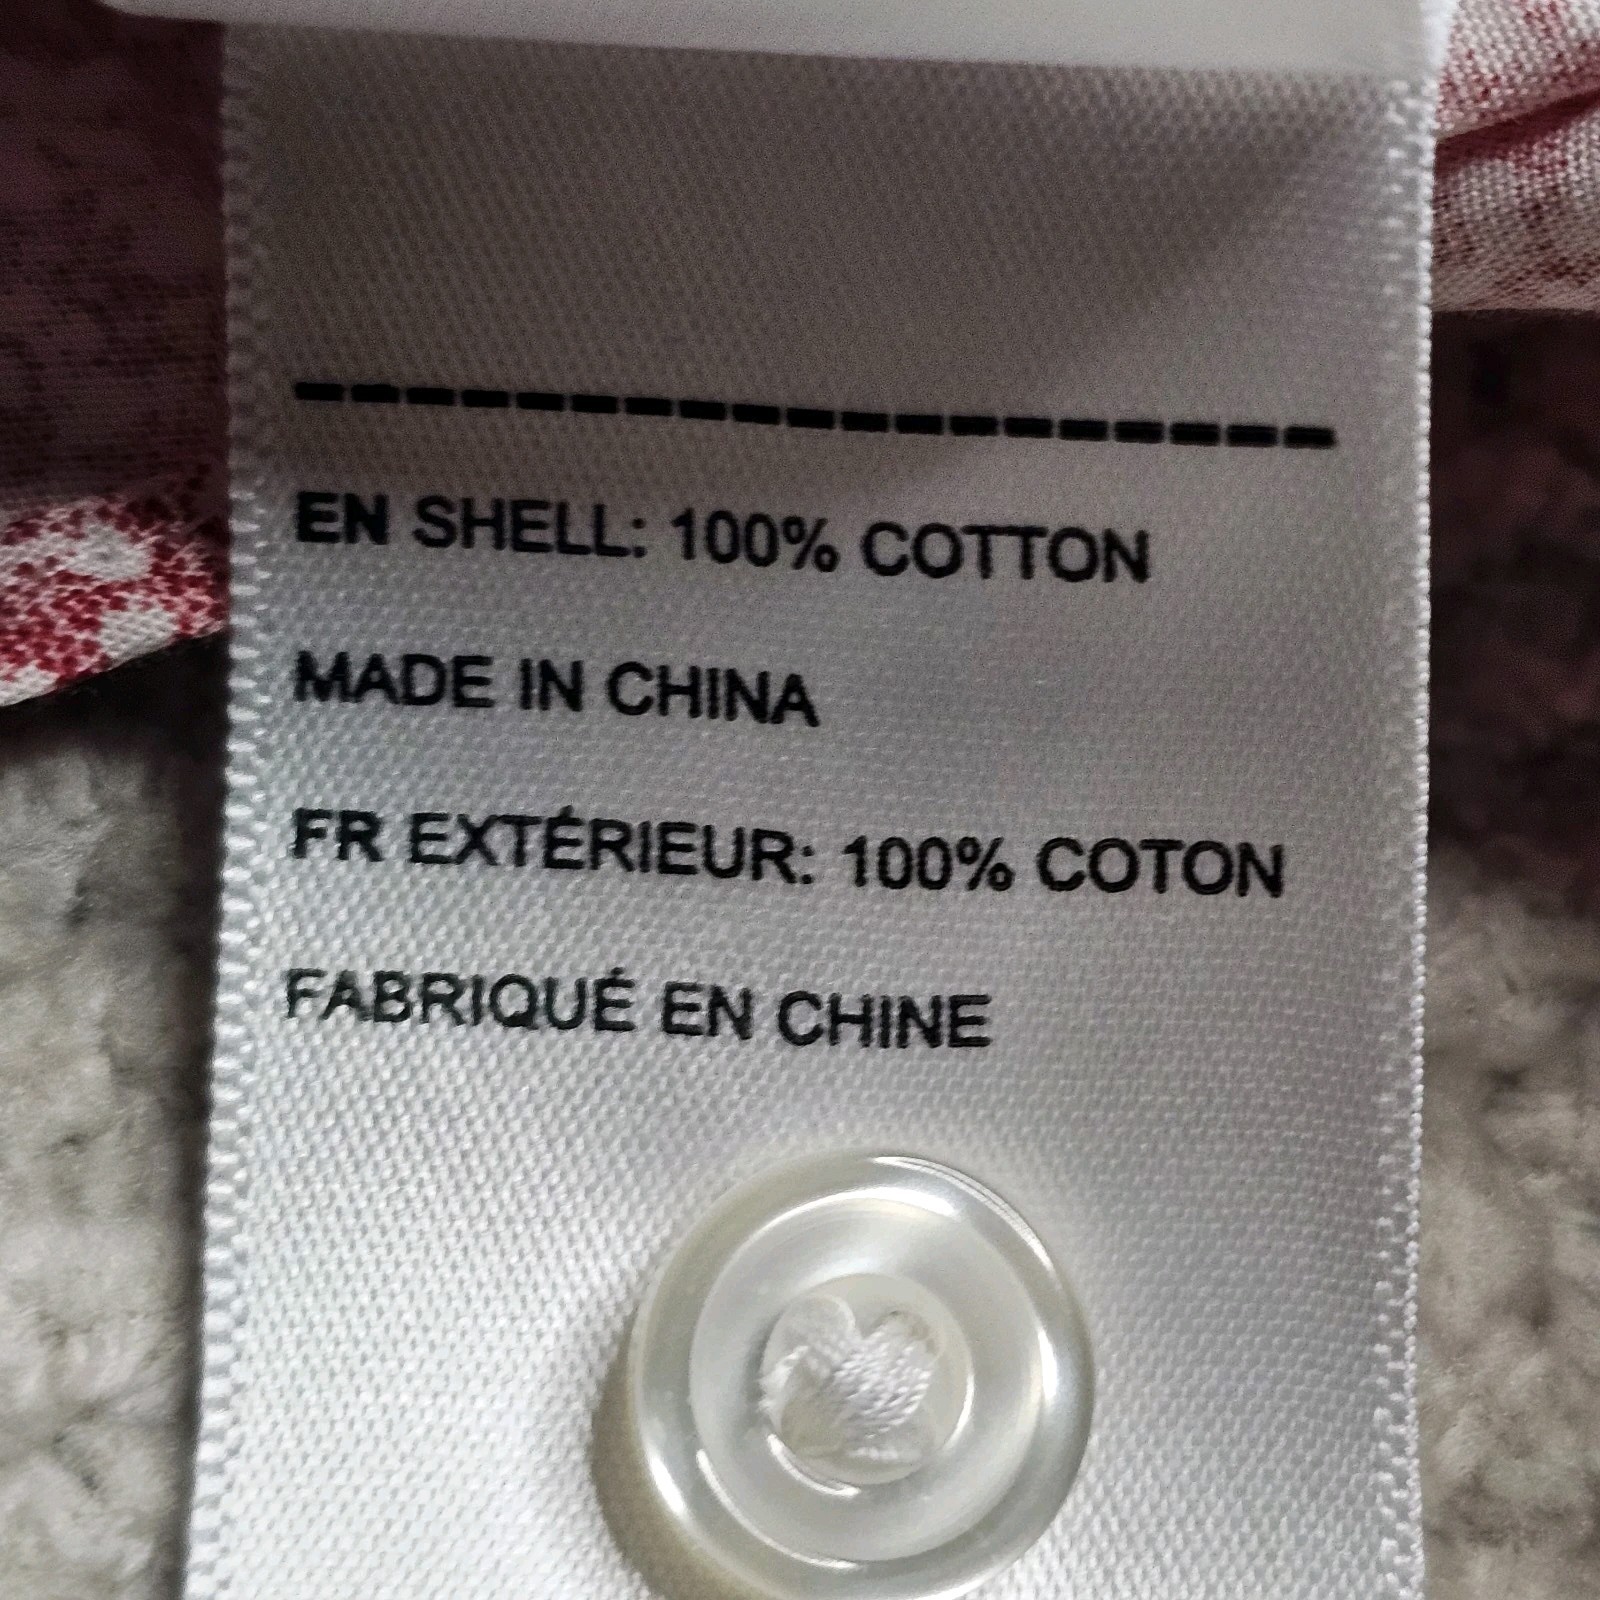 EN SHELL: 100% COTTON
MADE IN CHINA
FR EXTÉRIEUR: 100% COTON
FABRIQUÉ EN CHINE